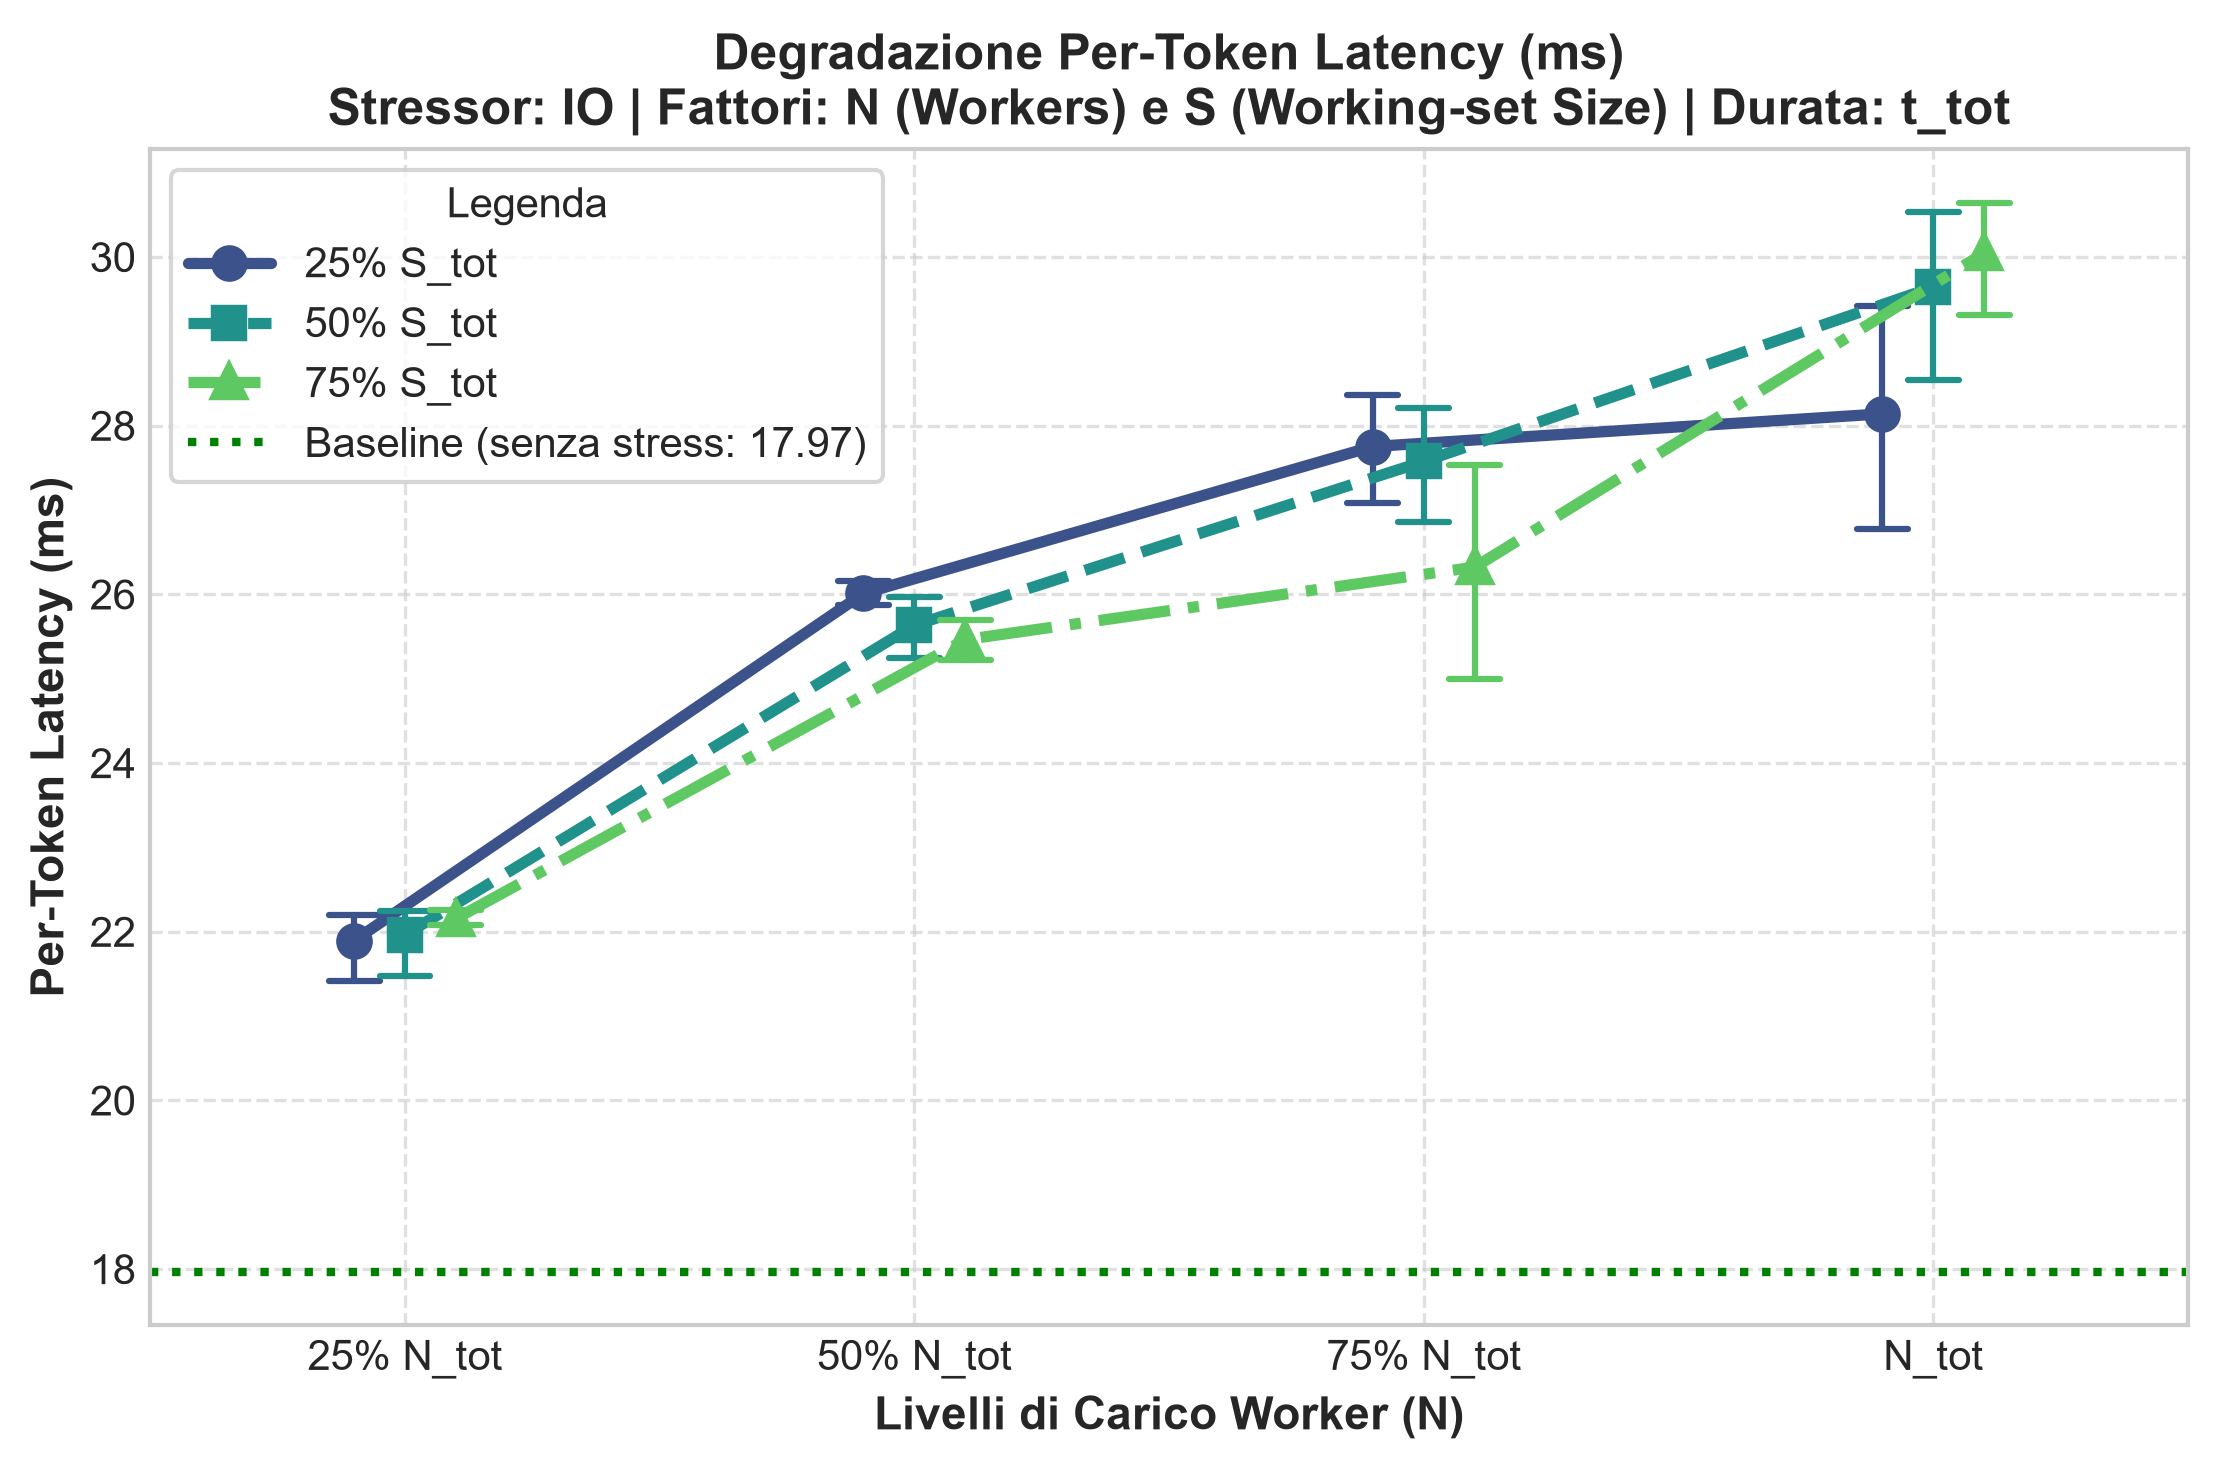 Degradazione Per-Token Latency (ms)
Stressor: IO | Fattori: N (Workers) e S (Working-set Size) | Durata: t_tot
Legenda
25% S_tot
50% S_tot
75% S_tot
Baseline (senza stress: 17.97)
Per-Token Latency (ms)
30
28
26
24
22
20
18
25% N_tot
50% N_tot
75% N_tot
N_tot
Livelli di Carico Worker (N)